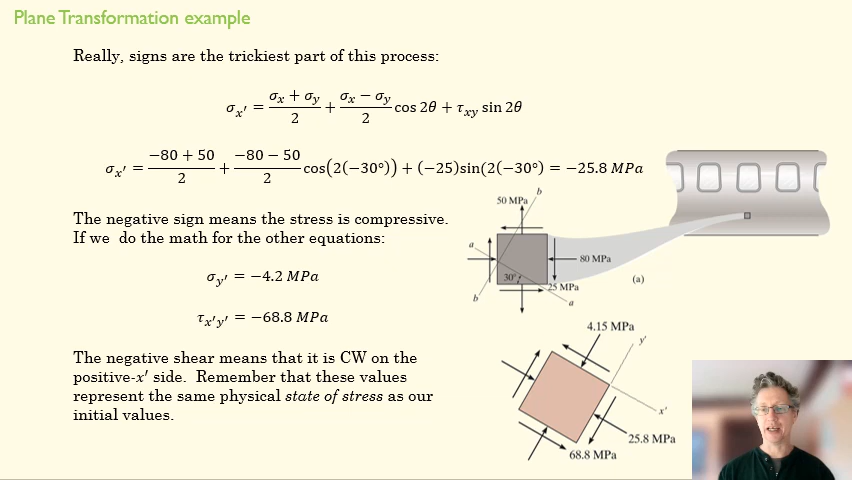 Plane Transformation example
Really, signs are the trickiest part of this process:
σx′ = (σx + σy)/2 + (σx − σy)/2 cos 2θ + τxy sin 2θ
σx′ = (−80 + 50)/2 + (−80 − 50)/2 cos(2(−30°)) + (−25)sin(2(−30°) = −25.8 MPa
The negative sign means the stress is compressive.
If we do the math for the other equations:
σy′ = −4.2 MPa
τx′y′ = −68.8 MPa
The negative shear means that it is CW on the
positive-x′ side. Remember that these values
represent the same physical state of stress as our
initial values.
50 MPa
b
a
80 MPa
30°
25 MPa
b
a
(a)
4.15 MPa
y′
x′
25.8 MPa
68.8 MPa